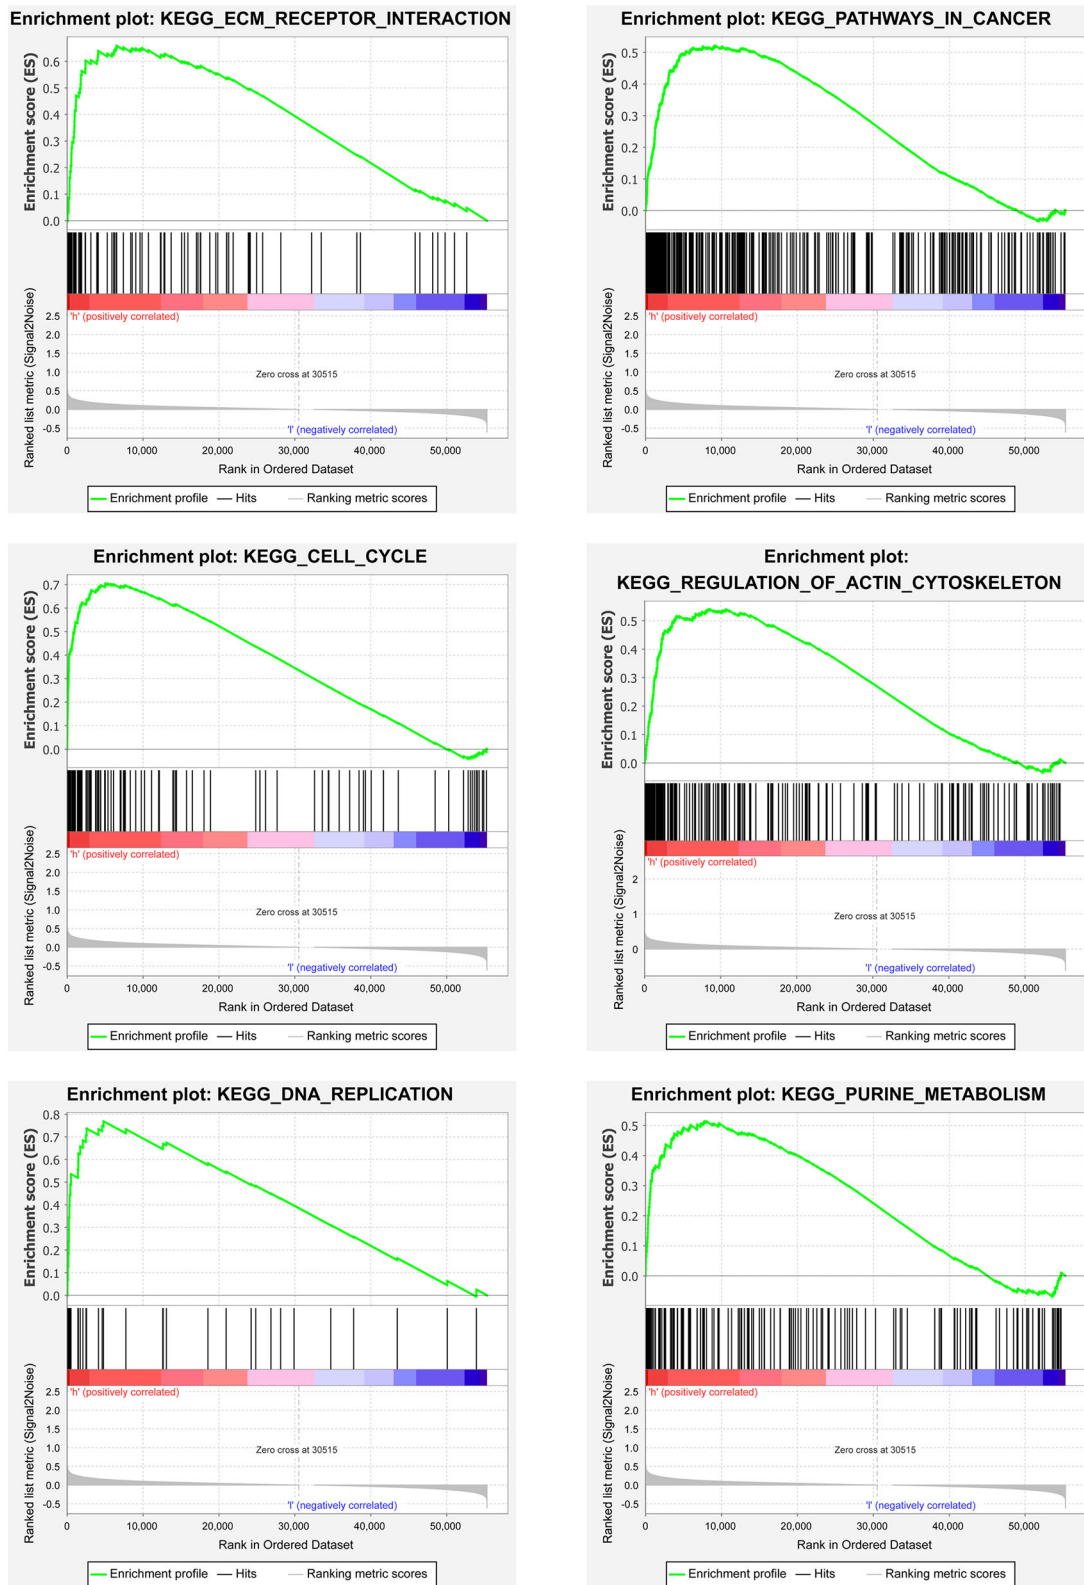 Enrichment plot: KEGG_ECM_RECEPTOR_INTERACTION
Enrichment score (ES)
0.6
0.5
0.4
0.3
0.2
0.1
0.0
'h' (positively correlated)
Ranked list metric (Signal2Noise)
2.5
2.0
1.5
1.0
0.5
0.0
-0.5
Zero cross at 30515
'l' (negatively correlated)
0 10,000 20,000 30,000 40,000 50,000
Rank in Ordered Dataset
Enrichment profile Hits Ranking metric scores
Enrichment plot: KEGG_PATHWAYS_IN_CANCER
Enrichment score (ES)
0.5
0.4
0.3
0.2
0.1
0.0
'h' (positively correlated)
Ranked list metric (Signal2Noise)
2.5
2.0
1.5
1.0
0.5
0.0
-0.5
Zero cross at 30515
'l' (negatively correlated)
0 10,000 20,000 30,000 40,000 50,000
Rank in Ordered Dataset
Enrichment profile Hits Ranking metric scores
Enrichment plot: KEGG_CELL_CYCLE
Enrichment score (ES)
0.7
0.6
0.5
0.4
0.3
0.2
0.1
0.0
'h' (positively correlated)
Ranked list metric (Signal2Noise)
2.5
2.0
1.5
1.0
0.5
0.0
-0.5
Zero cross at 30515
'l' (negatively correlated)
0 10,000 20,000 30,000 40,000 50,000
Rank in Ordered Dataset
Enrichment profile Hits Ranking metric scores
Enrichment plot:
KEGG_REGULATION_OF_ACTIN_CYTOSKELETON
Enrichment score (ES)
0.5
0.4
0.3
0.2
0.1
0.0
'h' (positively correlated)
Ranked list metric (Signal2Noise)
2
1
0
Zero cross at 30515
'l' (negatively correlated)
0 10,000 20,000 30,000 40,000 50,000
Rank in Ordered Dataset
Enrichment profile Hits Ranking metric scores
Enrichment plot: KEGG_DNA_REPLICATION
Enrichment score (ES)
0.8
0.7
0.6
0.5
0.4
0.3
0.2
0.1
0.0
'h' (positively correlated)
Ranked list metric (Signal2Noise)
2.5
2.0
1.5
1.0
0.5
0.0
-0.5
Zero cross at 30515
'l' (negatively correlated)
0 10,000 20,000 30,000 40,000 50,000
Rank in Ordered Dataset
Enrichment profile Hits Ranking metric scores
Enrichment plot: KEGG_PURINE_METABOLISM
Enrichment score (ES)
0.5
0.4
0.3
0.2
0.1
0.0
'h' (positively correlated)
Ranked list metric (Signal2Noise)
2.5
2.0
1.5
1.0
0.5
0.0
-0.5
Zero cross at 30515
'l' (negatively correlated)
0 10,000 20,000 30,000 40,000 50,000
Rank in Ordered Dataset
Enrichment profile Hits Ranking metric scores